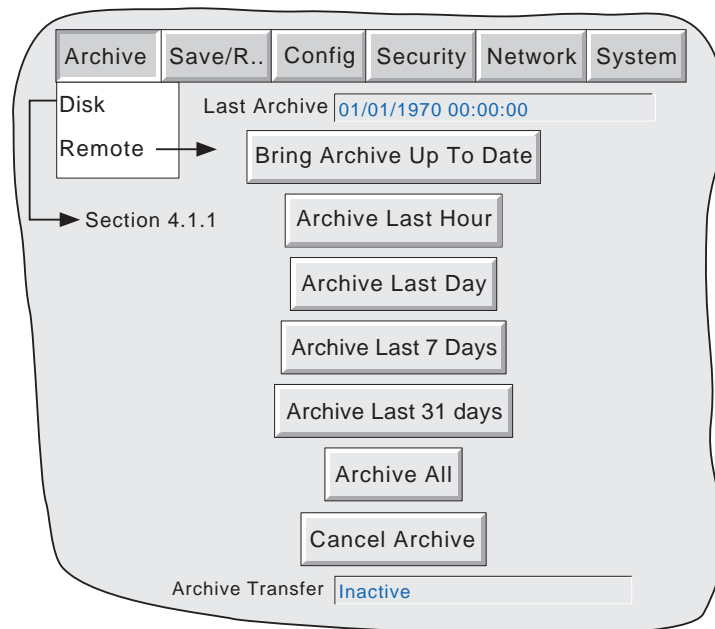 Archive Save/R.. Config Security Network System
Disk
Last Archive 01/01/1970 00:00:00
Remote
Bring Archive Up To Date
Section 4.1.1
Archive Last Hour
Archive Last Day
Archive Last 7 Days
Archive Last 31 days
Archive All
Cancel Archive
Archive Transfer Inactive